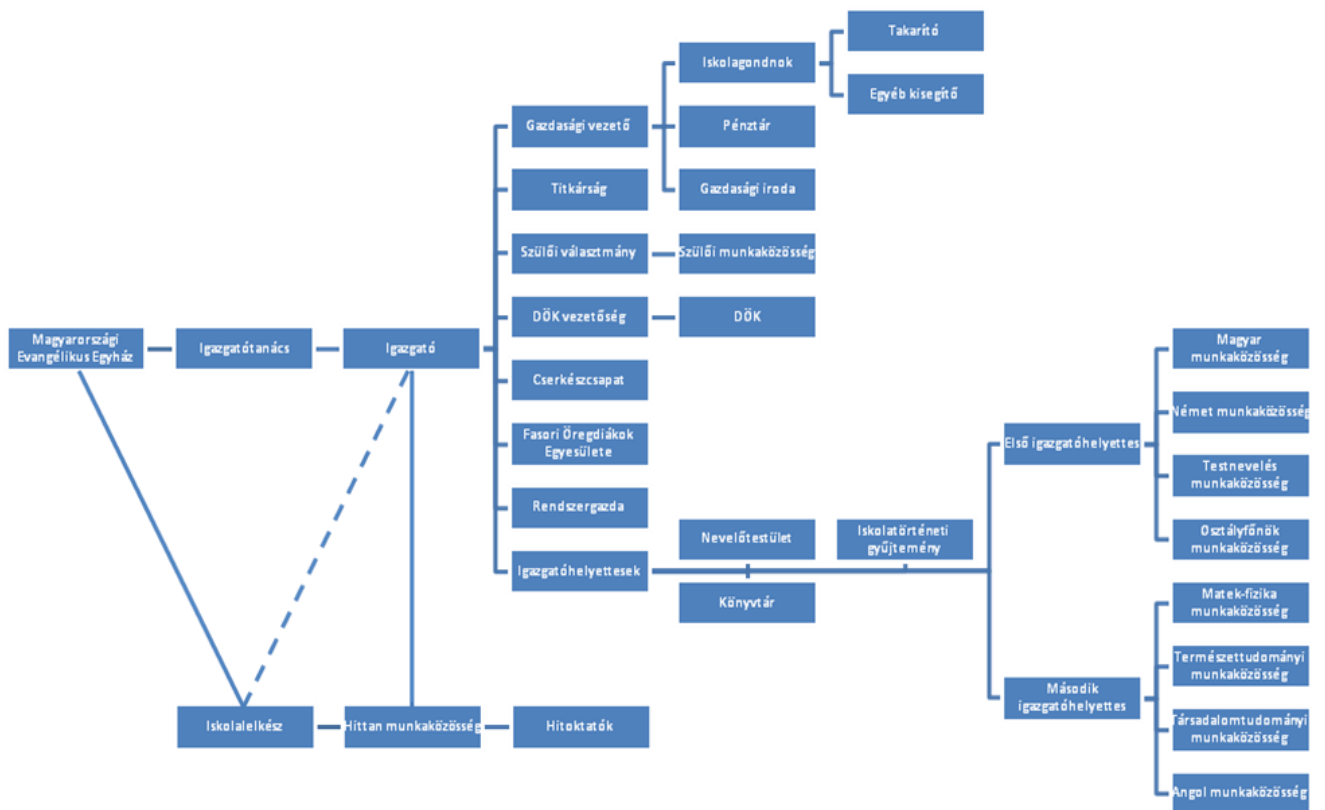 Takarító
Iskolagondnok
Egyéb kisegítő
Gazdasági vezető
Pénztár
Titkárság
Gazdasági iroda
Szülői választmány
Szülői munkaközösség
DÖK vezetőség
DÖK
Magyarországi
Evangélikus Egyház
Igazgatótanács
Igazgató
Cserkészcsapat
Fasori Öregdiákok
Egyesülete
Rendszergazda
Igazgatóhelyettesek
Nevelőtestület
Könyvtár
Iskolatörténeti
gyűjtemény
Első igazgatóhelyettes
Magyar
munkaközösség
Német munkaközösség
Testnevelés
munkaközösség
Osztályfőnök
munkaközösség
Második
igazgatóhelyettes
Matek-fizika
munkaközösség
Természettudományi
munkaközösség
Társadalomtudományi
munkaközösség
Angol munkaközösség
Iskolalelkész
Hittan munkaközösség
Hitoktatók